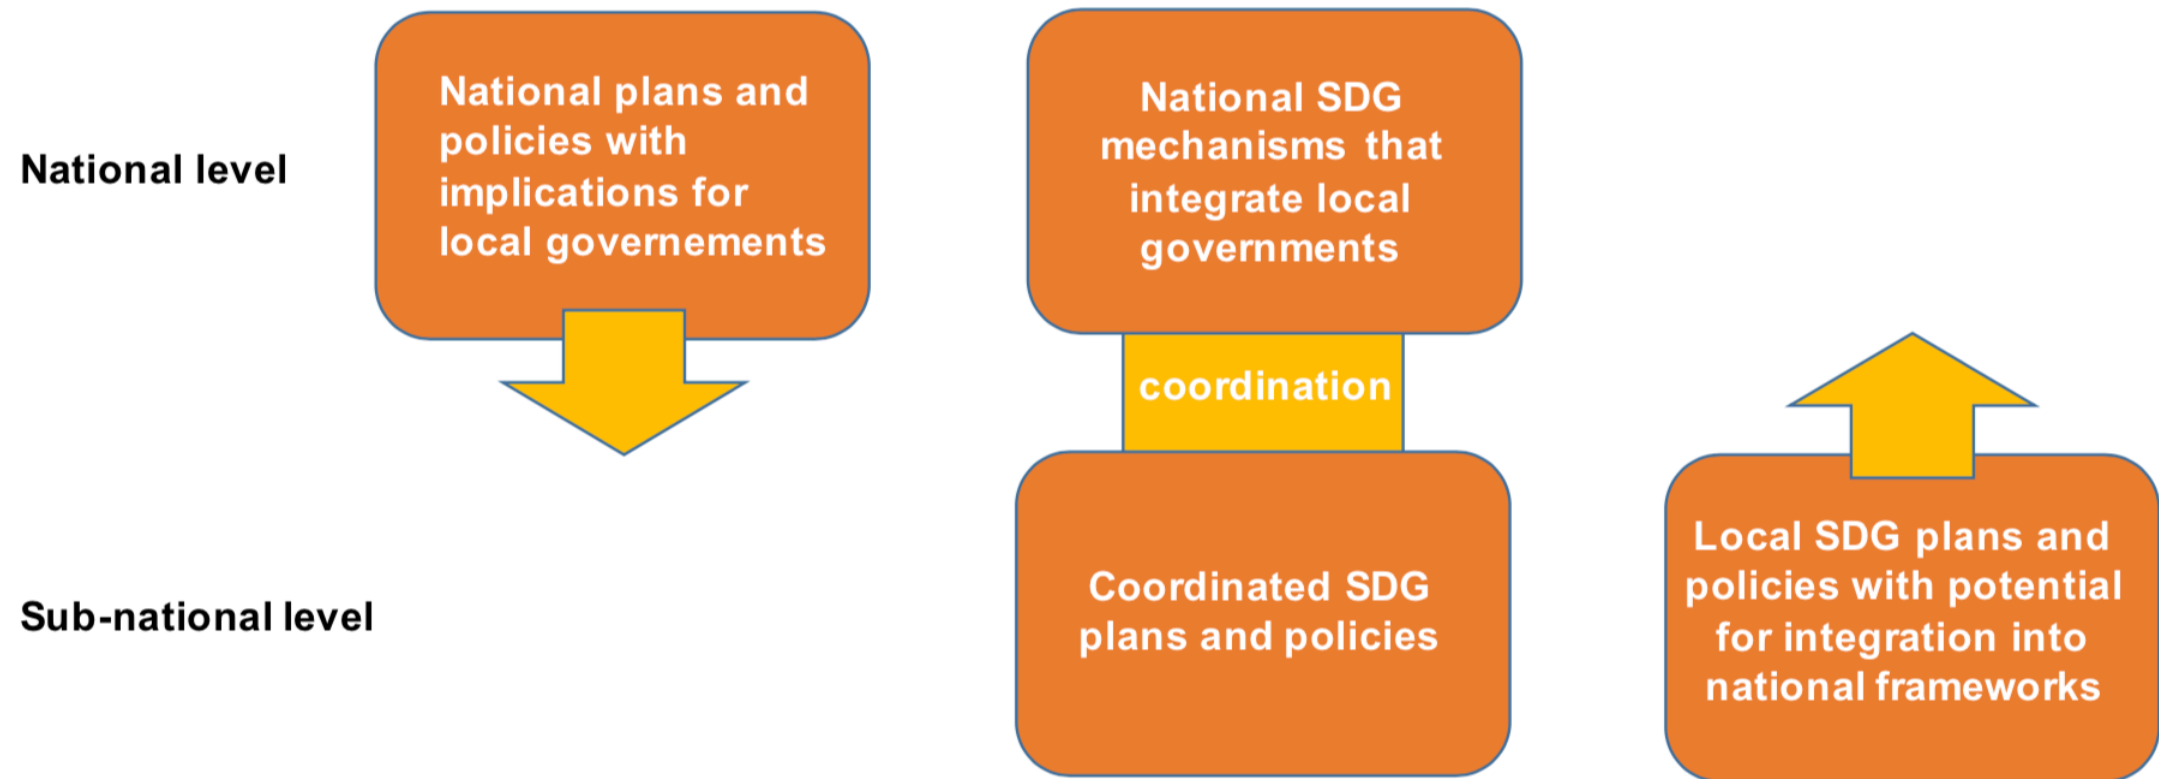 National level
National plans and
policies with
implications for
local governements
National SDG
mechanisms that
integrate local
governments
coordination
Sub-national level
Coordinated SDG
plans and policies
Local SDG plans and
policies with potential
for integration into
national frameworks